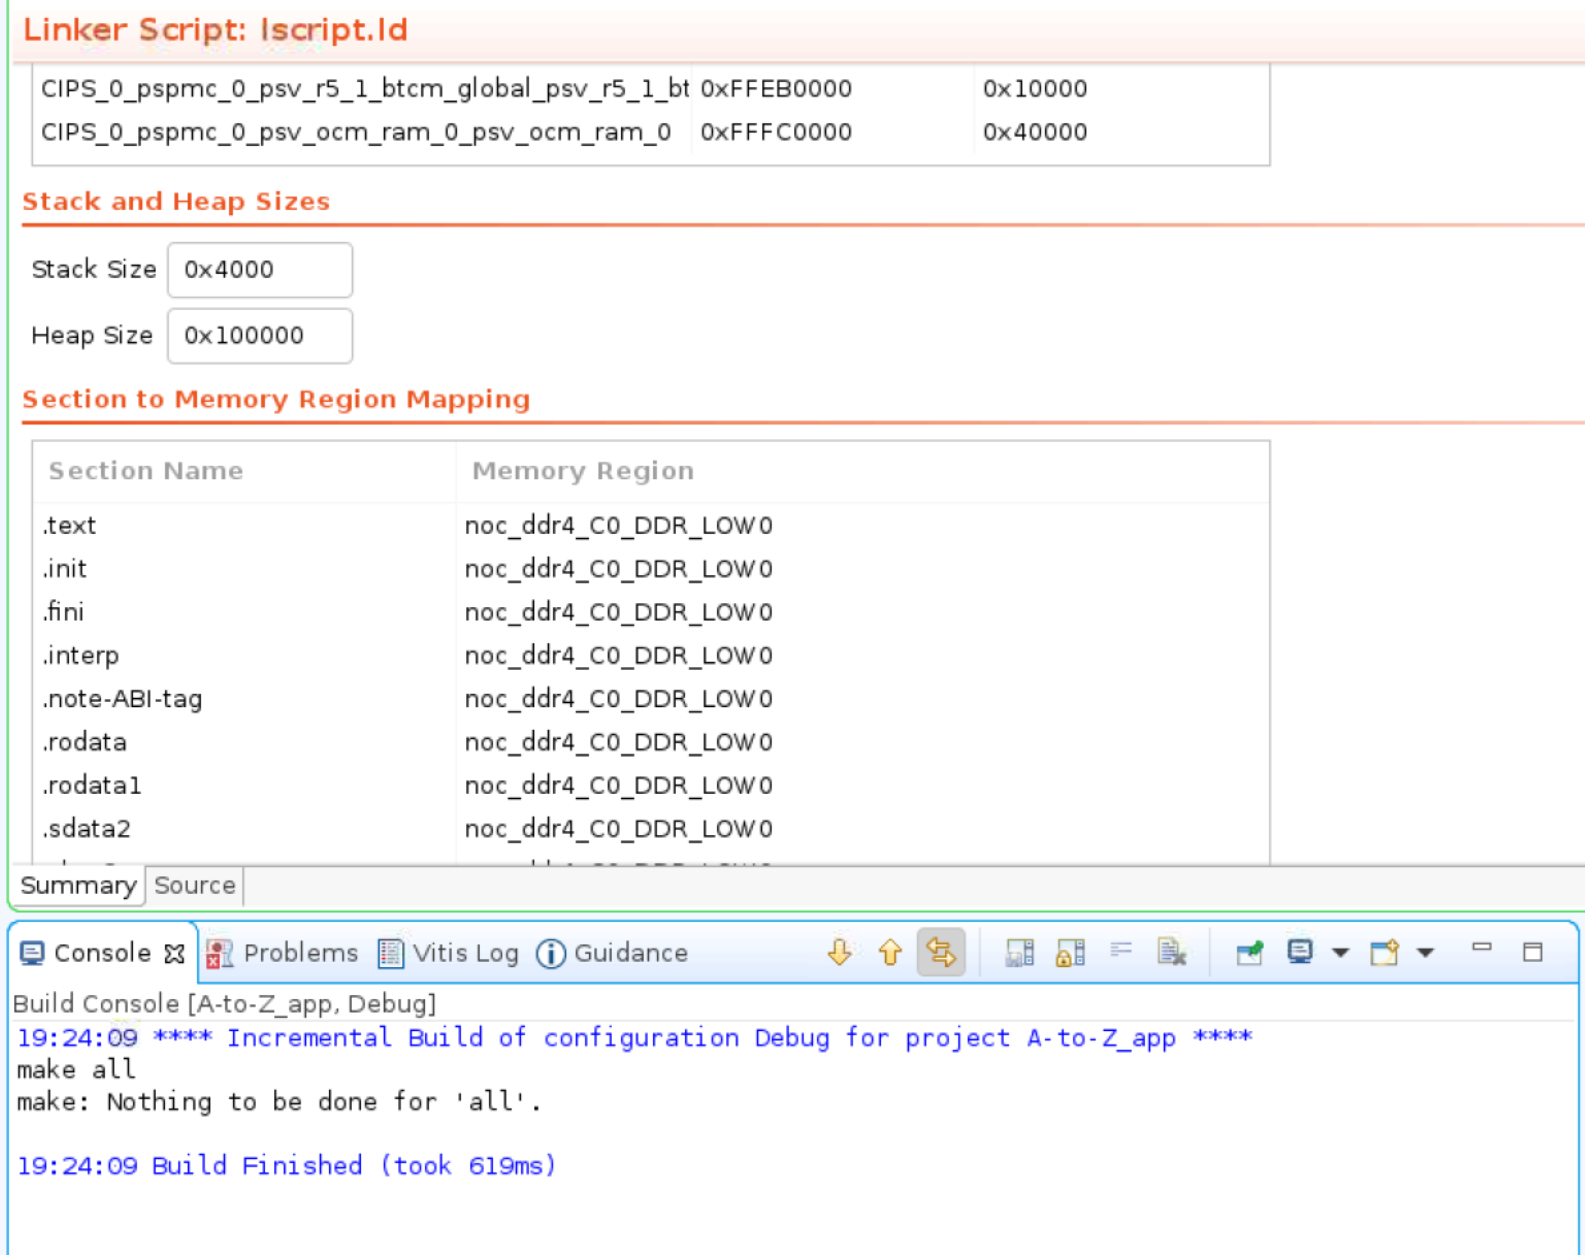 Linker Script: lscript.ld
CIPS_0_pspmc_0_psv_r5_1_btcm_global_psv_r5_1_bt 0xFFEB0000 0x10000
CIPS_0_pspmc_0_psv_ocm_ram_0_psv_ocm_ram_0 0xFFFC0000 0x40000
Stack and Heap Sizes
Stack Size 0x4000
Heap Size 0x100000
Section to Memory Region Mapping
Section Name Memory Region
.text noc_ddr4_C0_DDR_LOW0
.init noc_ddr4_C0_DDR_LOW0
.fini noc_ddr4_C0_DDR_LOW0
.interp noc_ddr4_C0_DDR_LOW0
.note-ABI-tag noc_ddr4_C0_DDR_LOW0
.rodata noc_ddr4_C0_DDR_LOW0
.rodata1 noc_ddr4_C0_DDR_LOW0
.sdata2 noc_ddr4_C0_DDR_LOW0
Summary Source
Console Problems Vitis Log Guidance
Build Console [A-to-Z_app, Debug]
19:24:09 **** Incremental Build of configuration Debug for project A-to-Z_app ****
make all
make: Nothing to be done for 'all'.
19:24:09 Build Finished (took 619ms)